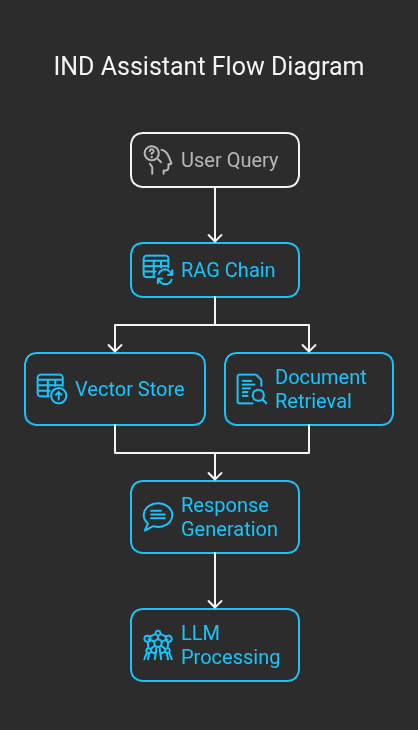 IND Assistant Flow Diagram
User Query
RAG Chain
Vector Store
Document
Retrieval
Response
Generation
LLM
Processing